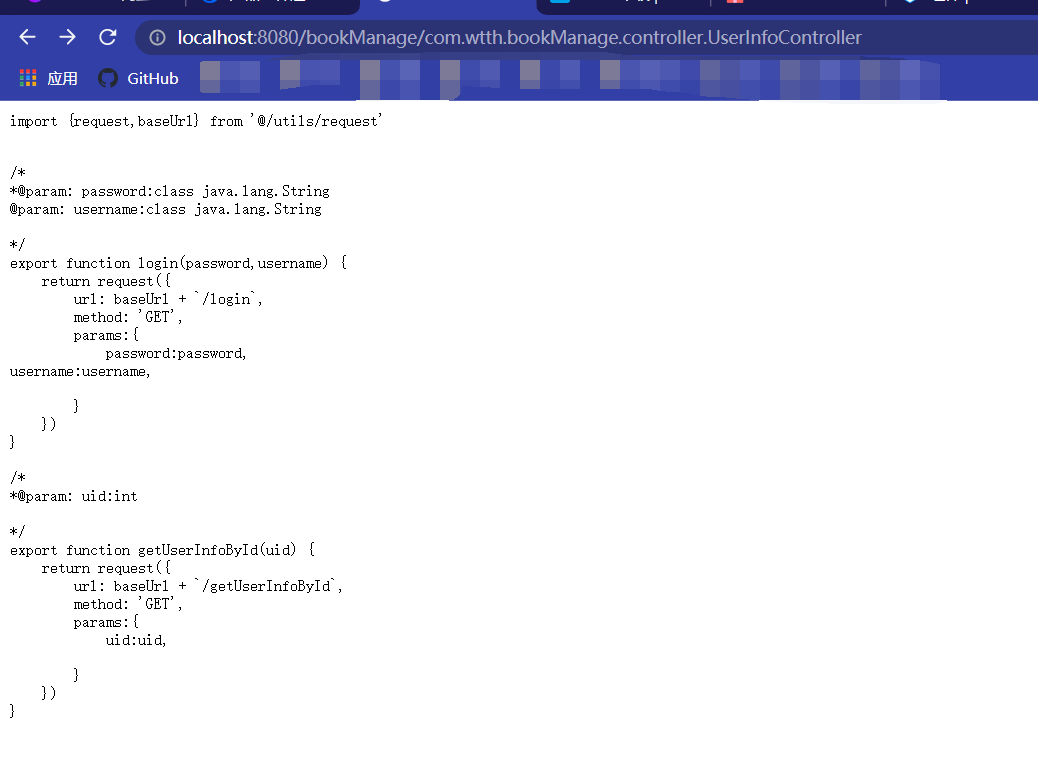 localhost:8080/bookManage/com.wtth.bookManage.controller.UserInfoController
应用 GitHub
import {request,baseUrl} from '@/utils/request'
/*
*@param: password:class java.lang.String
@param: username:class java.lang.String
*/
export function login(password,username) {
return request({
url: baseUrl + `/login`,
method: 'GET',
params:{
password:password,
username:username,
}
})
}
/*
*@param: uid:int
*/
export function getUserInfoById(uid) {
return request({
url: baseUrl + `/getUserInfoById`,
method: 'GET',
params:{
uid:uid,
}
})
}